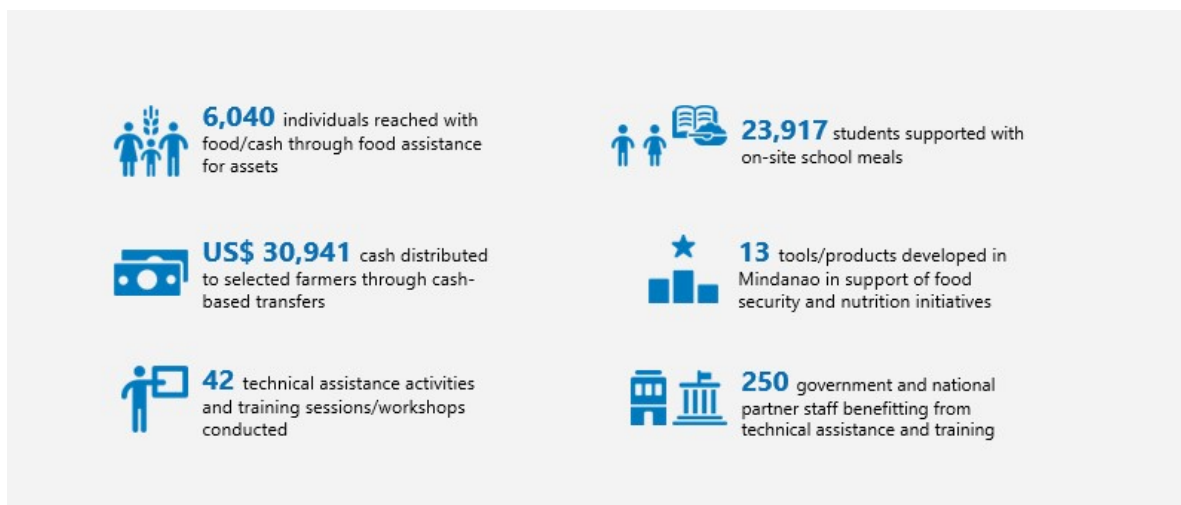 6,040 individuals reached with
food/cash through food assistance
for assets
23,917 students supported with
on-site school meals
US$ 30,941 cash distributed
to selected farmers through cash-
based transfers
13 tools/products developed in
Mindanao in support of food
security and nutrition initiatives
42 technical assistance activities
and training sessions/workshops
conducted
250 government and national
partner staff benefitting from
technical assistance and training